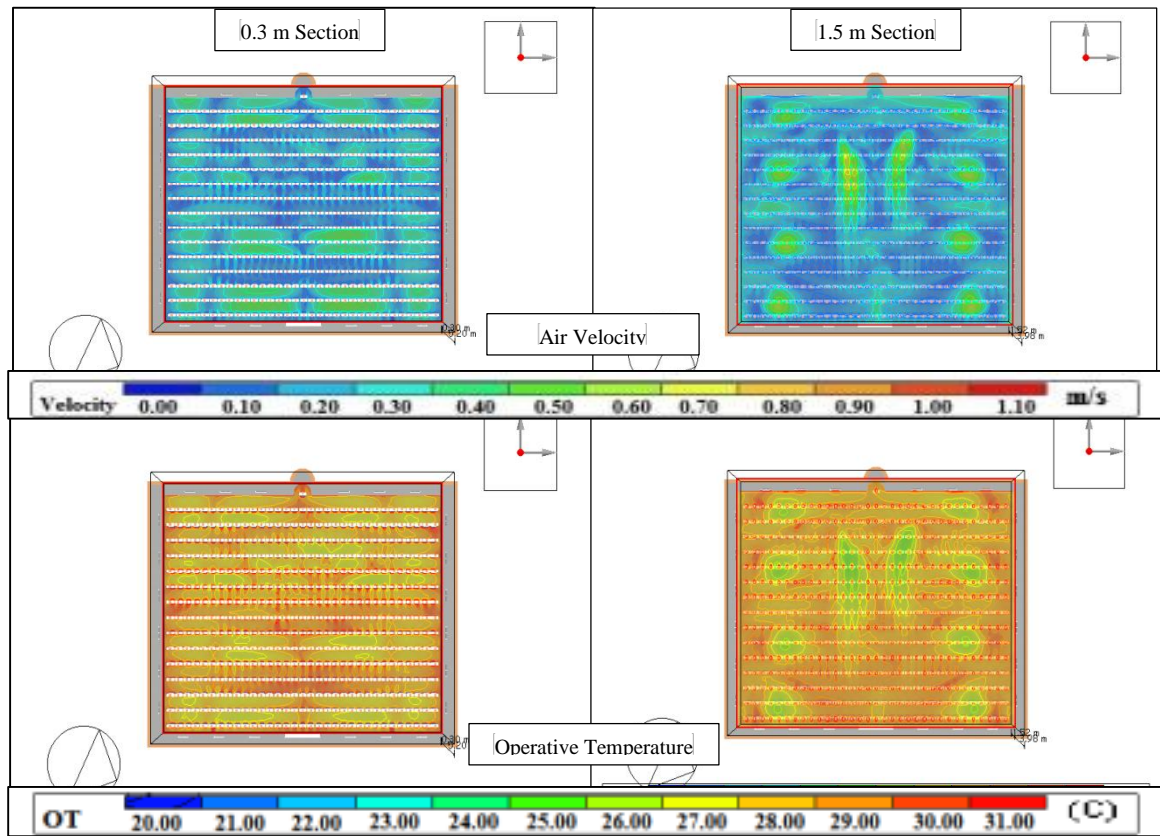 0.3 m Section
1.5 m Section
Air Velocity
Velocity 0.00 0.10 0.20 0.30 0.40 0.50 0.60 0.70 0.80 0.90 1.00 1.10 m/s
Operative Temperature
OT 20.00 21.00 22.00 23.00 24.00 25.00 26.00 27.00 28.00 29.00 30.00 31.00 (C)